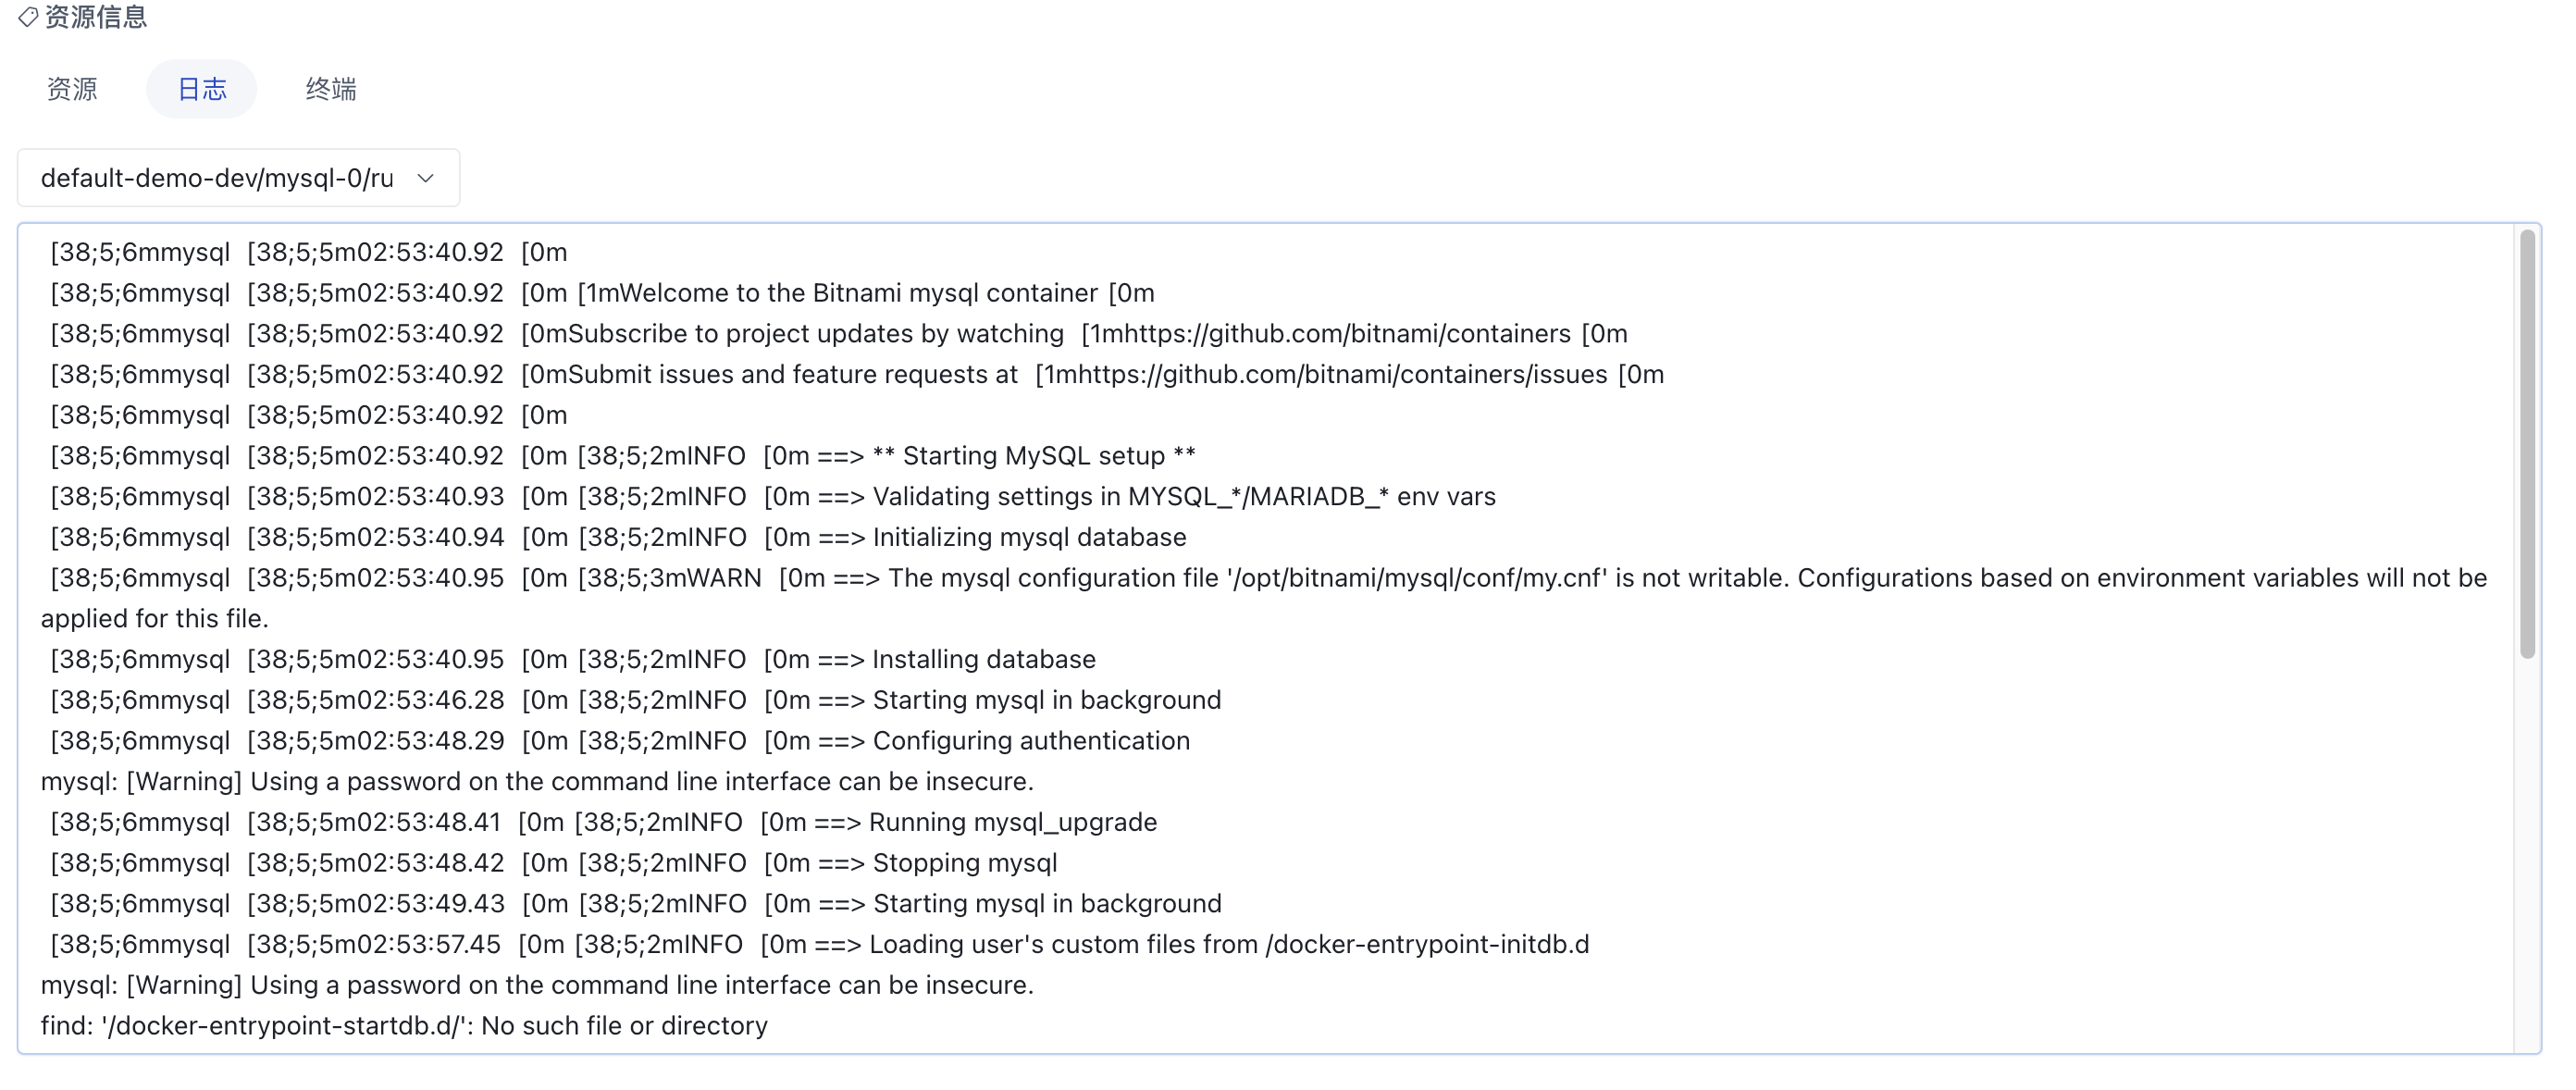 资源信息
资源 日志 终端
default-demo-dev/mysql-0/ru
[38;5;6mmysql [38;5;5m02:53:40.92 [0m
[38;5;6mmysql [38;5;5m02:53:40.92 [0m [1mWelcome to the Bitnami mysql container [0m
[38;5;6mmysql [38;5;5m02:53:40.92 [0mSubscribe to project updates by watching [1mhttps://github.com/bitnami/containers [0m
[38;5;6mmysql [38;5;5m02:53:40.92 [0mSubmit issues and feature requests at [1mhttps://github.com/bitnami/containers/issues [0m
[38;5;6mmysql [38;5;5m02:53:40.92 [0m
[38;5;6mmysql [38;5;5m02:53:40.92 [0m [38;5;2mINFO [0m ==> ** Starting MySQL setup **
[38;5;6mmysql [38;5;5m02:53:40.93 [0m [38;5;2mINFO [0m ==> Validating settings in MYSQL_*/MARIADB_* env vars
[38;5;6mmysql [38;5;5m02:53:40.94 [0m [38;5;2mINFO [0m ==> Initializing mysql database
[38;5;6mmysql [38;5;5m02:53:40.95 [0m [38;5;3mWARN [0m ==> The mysql configuration file '/opt/bitnami/mysql/conf/my.cnf' is not writable. Configurations based on environment variables will not be
applied for this file.
[38;5;6mmysql [38;5;5m02:53:40.95 [0m [38;5;2mINFO [0m ==> Installing database
[38;5;6mmysql [38;5;5m02:53:46.28 [0m [38;5;2mINFO [0m ==> Starting mysql in background
[38;5;6mmysql [38;5;5m02:53:48.29 [0m [38;5;2mINFO [0m ==> Configuring authentication
mysql: [Warning] Using a password on the command line interface can be insecure.
[38;5;6mmysql [38;5;5m02:53:48.41 [0m [38;5;2mINFO [0m ==> Running mysql_upgrade
[38;5;6mmysql [38;5;5m02:53:48.42 [0m [38;5;2mINFO [0m ==> Stopping mysql
[38;5;6mmysql [38;5;5m02:53:49.43 [0m [38;5;2mINFO [0m ==> Starting mysql in background
[38;5;6mmysql [38;5;5m02:53:57.45 [0m [38;5;2mINFO [0m ==> Loading user's custom files from /docker-entrypoint-initdb.d
mysql: [Warning] Using a password on the command line interface can be insecure.
find: '/docker-entrypoint-startdb.d/': No such file or directory